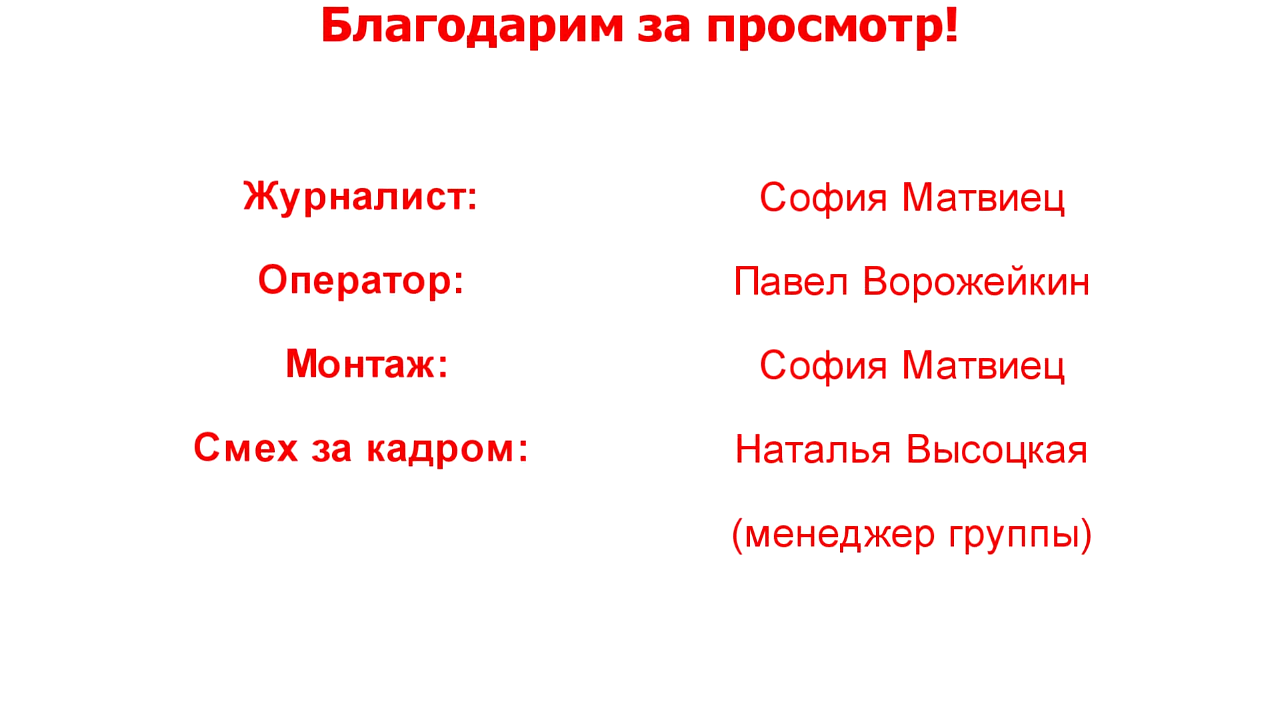 Благодарим за просмотр!
Журналист: София Матвиец
Оператор: Павел Ворожейкин
Монтаж: София Матвиец
Смех за кадром: Наталья Высоцкая
(менеджер группы)